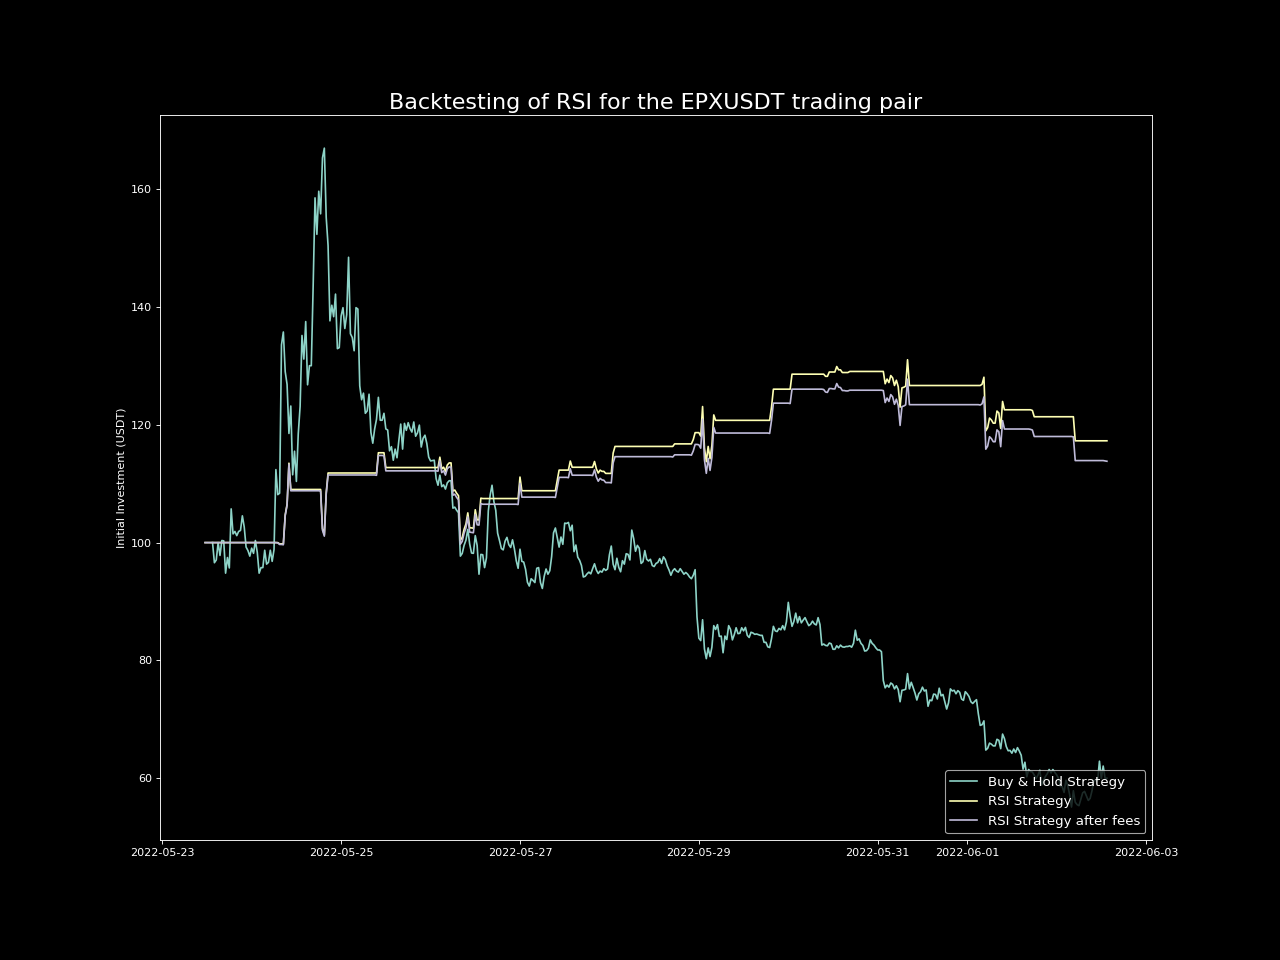 Backtesting of RSI for the EPXUSDT trading pair
Initial Investment (USDT)
160
140
120
100
80
60
2022-05-23
2022-05-25
2022-05-27
2022-05-29
2022-05-31
2022-06-01
2022-06-03
Buy & Hold Strategy
RSI Strategy
RSI Strategy after fees